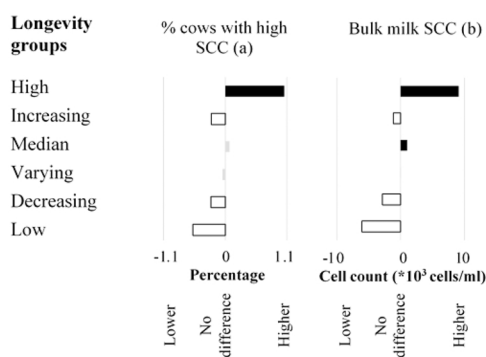 Longevity groups
% cows with high SCC (a)
Bulk milk SCC (b)
High
Increasing
Median
Varying
Decreasing
Low
-1.1 0 1.1
-10 0 10
Percentage
Cell count (*10³ cells/ml)
Lower
No difference
Higher
Lower
No difference
Higher